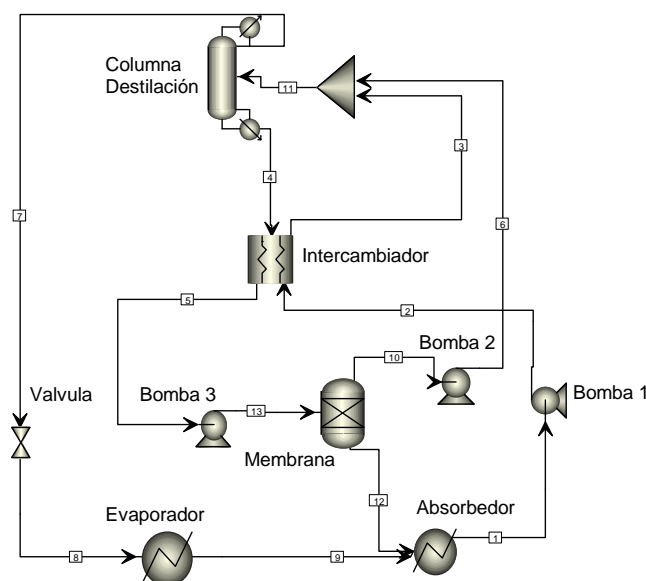 Columna
Destilación
11
3
4
7
6
Intercambiador
5
2
Bomba 2
10
Bomba 3
Bomba 1
Valvula
13
Membrana
12
Absorbedor
Evaporador
1
8
9